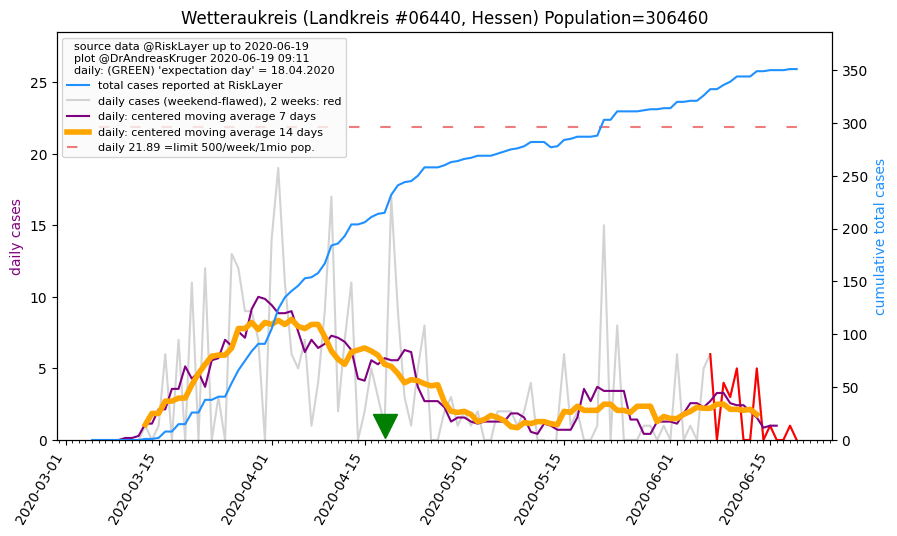 Wetteraukreis (Landkreis #06440, Hessen) Population=306460
source data @RiskLayer up to 2020-06-19
plot @DrAndreasKruger 2020-06-19 09:11
daily: (GREEN) 'expectation day' = 18.04.2020
total cases reported at RiskLayer
daily cases (weekend-flawed), 2 weeks: red
daily: centered moving average 7 days
daily: centered moving average 14 days
daily 21.89 =limit 500/week/1mio pop.
daily cases
25
20
15
10
5
0
cumulative total cases
350
300
250
200
150
100
50
0
2020-03-01
2020-03-15
2020-04-01
2020-04-15
2020-05-01
2020-05-15
2020-06-01
2020-06-15